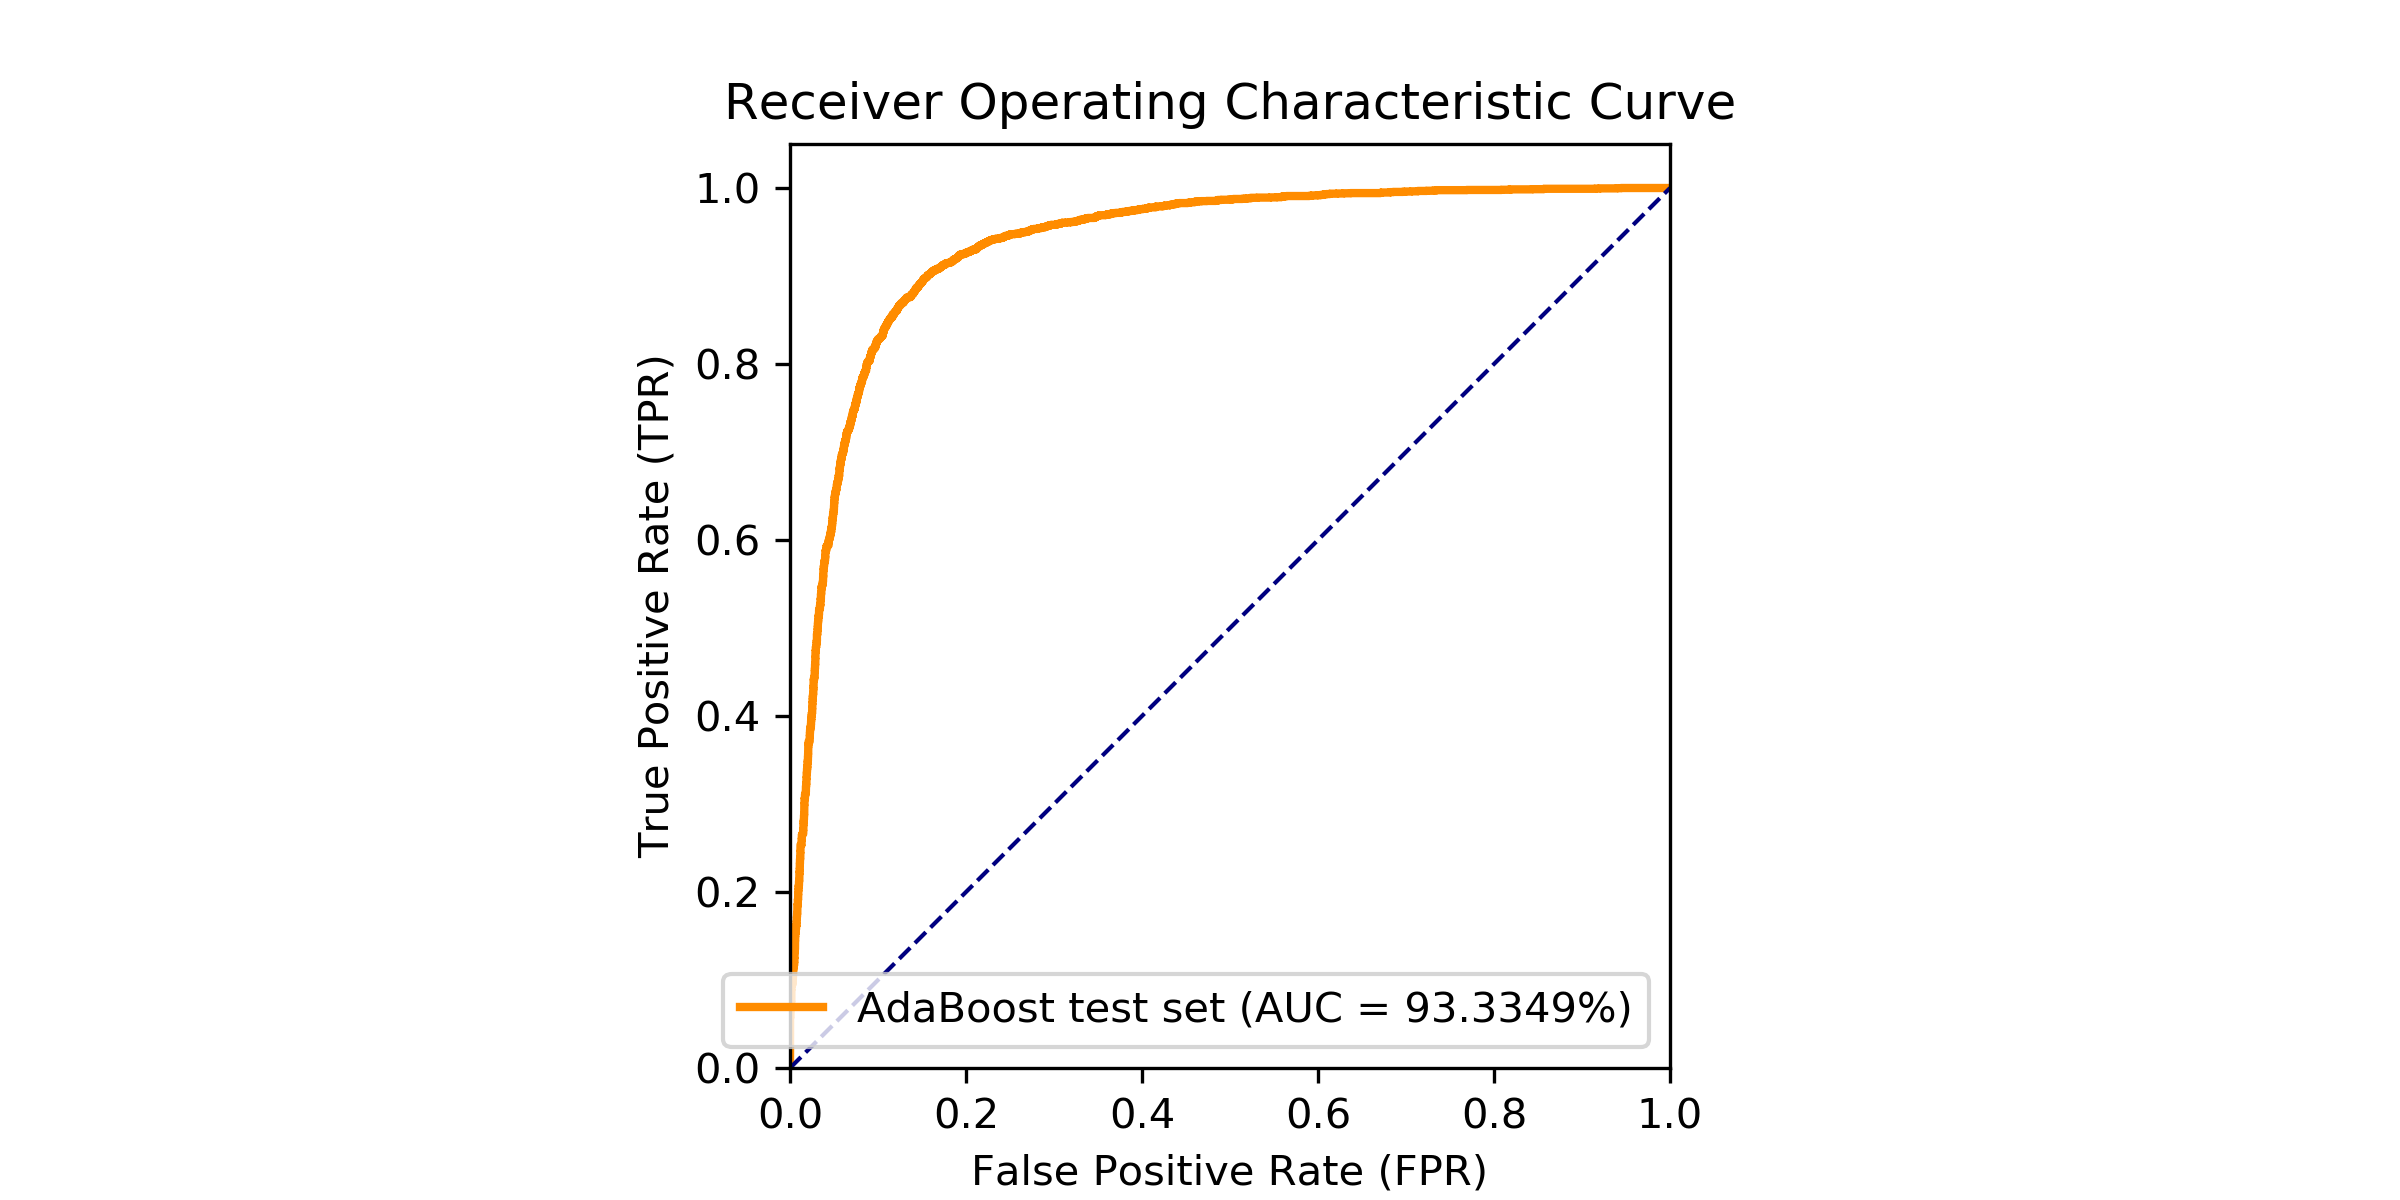 Receiver Operating Characteristic Curve
1.0
0.8
0.6
0.4
0.2
0.0
True Positive Rate (TPR)
AdaBoost test set (AUC = 93.3349%)
0.0 0.2 0.4 0.6 0.8 1.0
False Positive Rate (FPR)